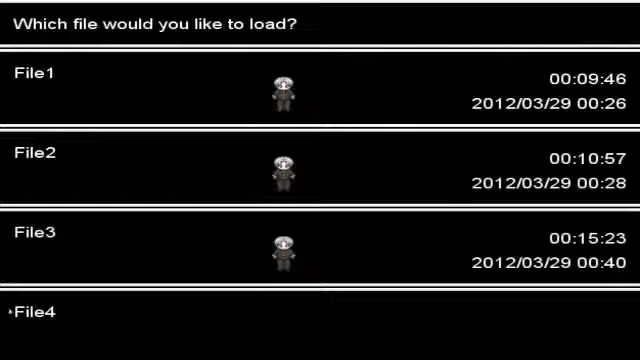 Which file would you like to load?
File1
00:09:46
2012/03/29 00:26
File2
00:10:57
2012/03/29 00:28
File3
00:15:23
2012/03/29 00:40
File4